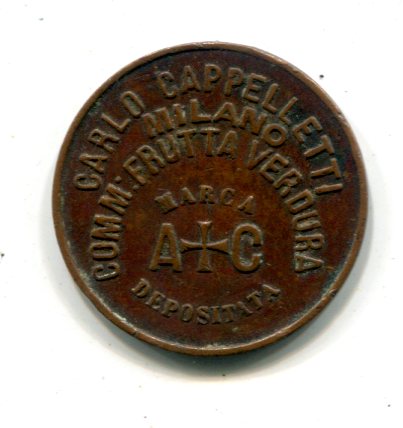 CARLO CAPPELLETTI
MILANO
COMM: FRUTTA VERDURA
MARCA
A C
DEPOSITATA